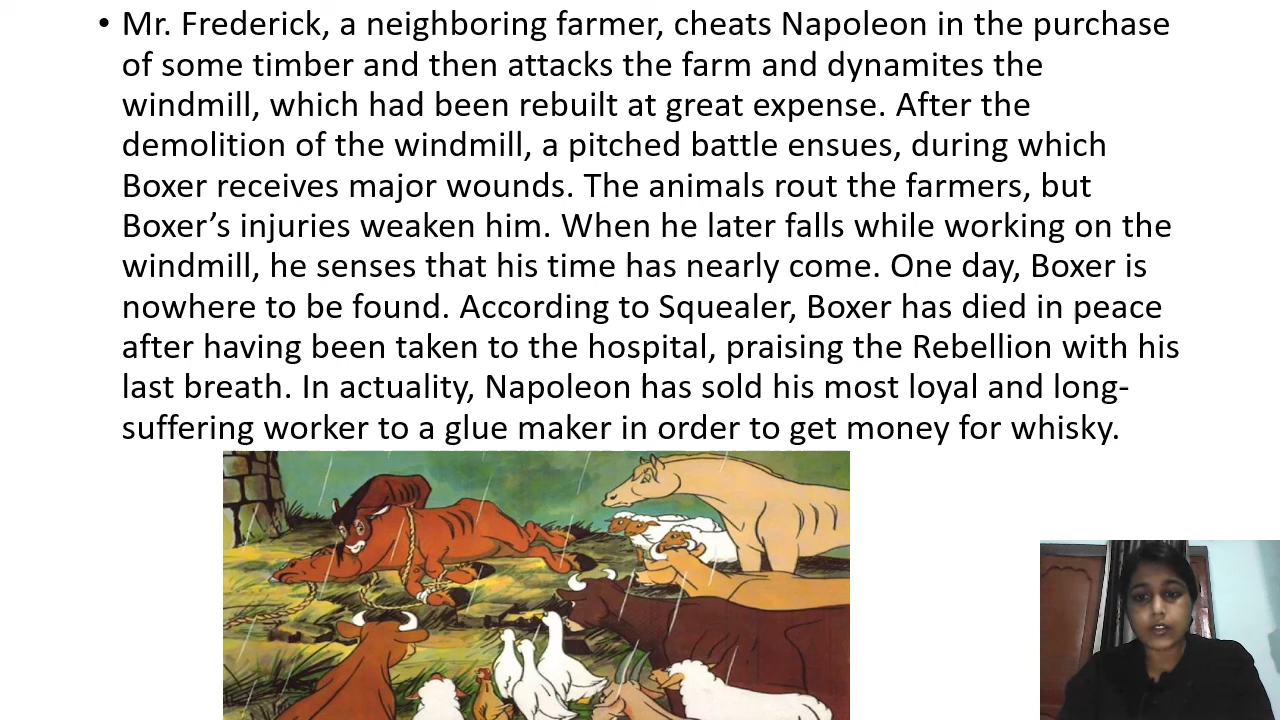 • Mr. Frederick, a neighboring farmer, cheats Napoleon in the purchase
of some timber and then attacks the farm and dynamites the
windmill, which had been rebuilt at great expense. After the
demolition of the windmill, a pitched battle ensues, during which
Boxer receives major wounds. The animals rout the farmers, but
Boxer’s injuries weaken him. When he later falls while working on the
windmill, he senses that his time has nearly come. One day, Boxer is
nowhere to be found. According to Squealer, Boxer has died in peace
after having been taken to the hospital, praising the Rebellion with his
last breath. In actuality, Napoleon has sold his most loyal and long-
suffering worker to a glue maker in order to get money for whisky.